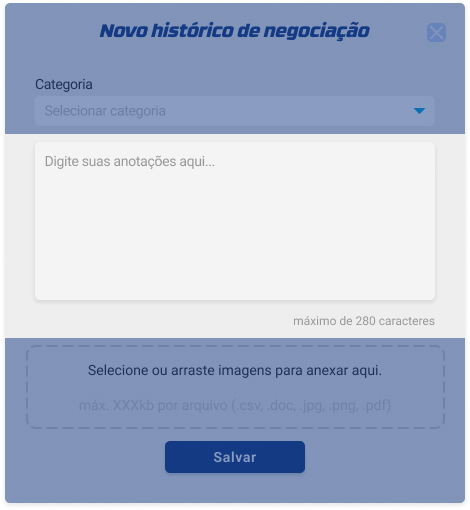 Novo histórico de negociação
Categoria
Selecionar categoria
Digite suas anotações aqui...
máximo de 280 caracteres
Selecione ou arraste imagens para anexar aqui.
máx. XXXkb por arquivo (.csv, .doc, .jpg, .png, .pdf)
Salvar